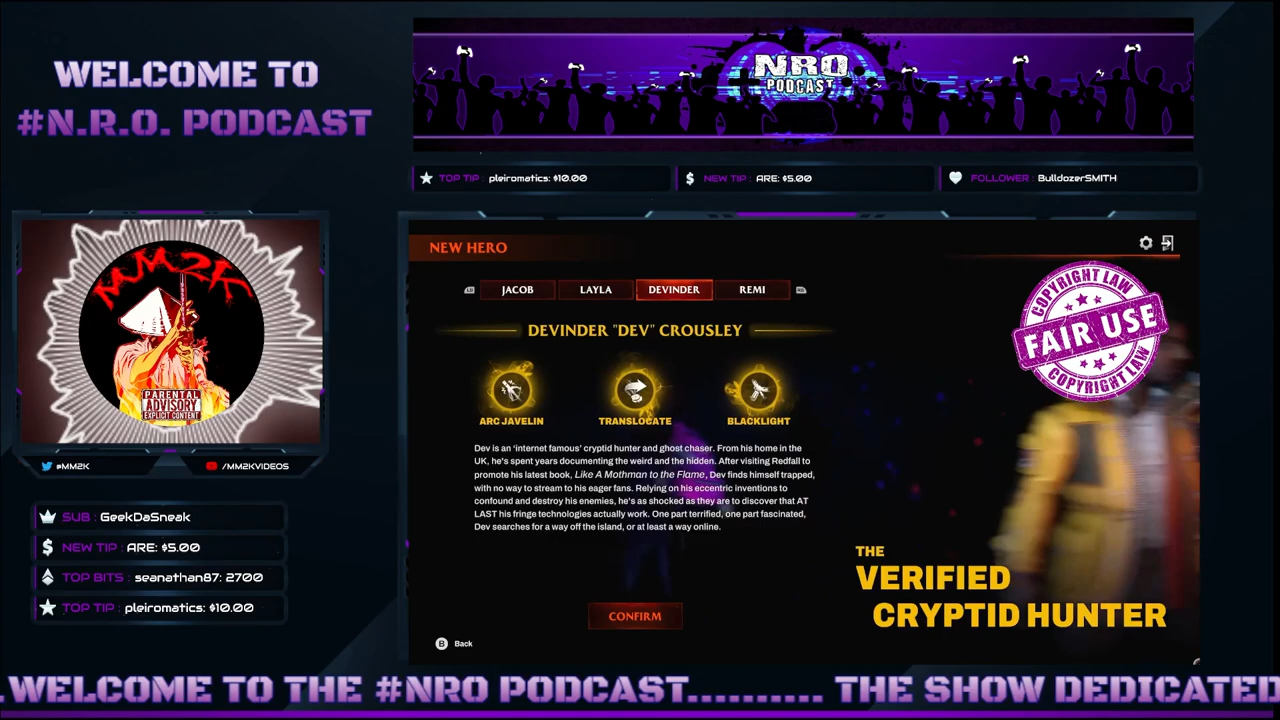 WELCOME TO
#N.R.O. PODCAST
NRO
PODCAST
TOP TIP : pleiromatics: $10.00
NEW TIP : ARE: $5.00
FOLLOWER : BulldozerSMITH
MM2K
PARENTAL
ADVISORY
EXPLICIT CONTENT
@MM2K
/MM2KVIDEOS
SUB : GeekDaSneak
NEW TIP : ARE: $5.00
TOP BITS : seanathan87: 2700
TOP TIP : pleiromatics: $10.00
NEW HERO
JACOB
LAYLA
DEVINDER
REMI
DEVINDER "DEV" CROUSLEY
ARC JAVELIN
TRANSLOCATE
BLACKLIGHT
Dev is an 'internet famous' cryptid hunter and ghost chaser. From his home in the
UK, he's spent years documenting the weird and the hidden. After visiting Redfall to
promote his latest book, Like A Mothman to the Flame, Dev finds himself trapped,
with no way to stream to his eager fans. Relying on his eccentric inventions to
confound and destroy his enemies, he's as shocked as they are to discover that AT
LAST his fringe technologies actually work. One part terrified, one part fascinated,
Dev searches for a way off the island, or at least a way online.
COPYRIGHT LAW
FAIR USE
COPYRIGHT LAW
THE
VERIFIED
CRYPTID HUNTER
CONFIRM
B Back
.WELCOME TO THE #NRO PODCAST.......... THE SHOW DEDICATED